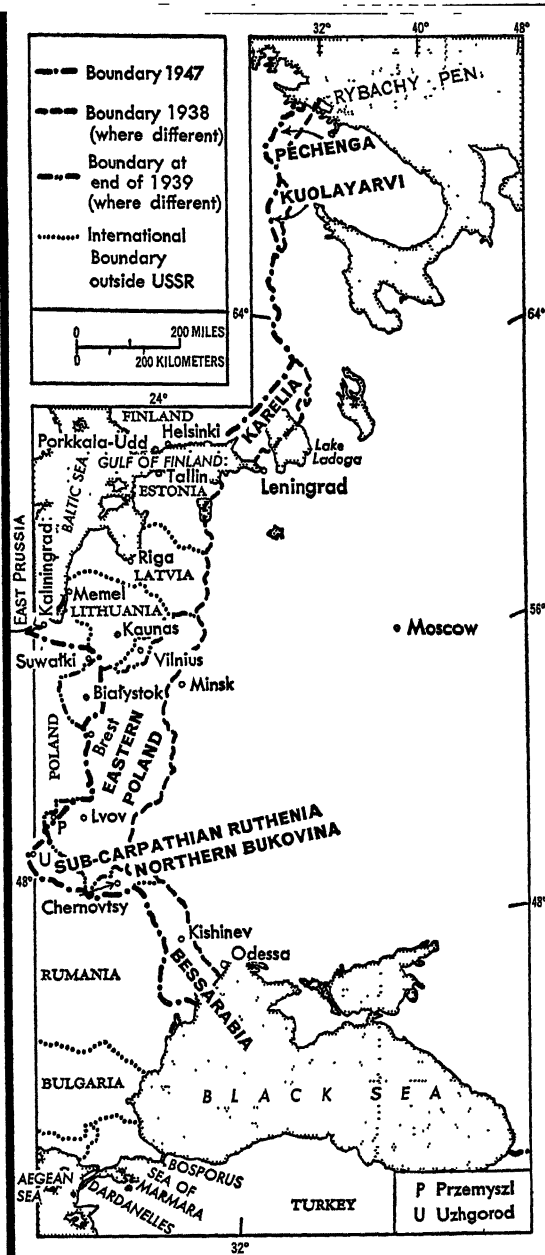 32°
40°
48°
Boundary 1947
Boundary 1938
(where different)
Boundary at
end of 1939
(where different)
International
Boundary
outside USSR
0 200 MILES
0 200 KILOMETERS
RYBACHY PEN.
PECHENGA
KUOLAYARVI
64°
64°
24°
FINLAND
Helsinki
Porkkala-Udd
KARELIA
Lake
Ladoga
GULF OF FINLAND
Tallin
ESTONIA
Leningrad
BALTIC SEA
EAST PRUSSIA
Kaliningrad
Riga
LATVIA
Memel
LITHUANIA
56°
Kaunas
Moscow
Suwałki
Vilnius
Minsk
Białystok
POLAND
Brest
EASTERN
POLAND
P
Lvov
U
SUB-CARPATHIAN RUTHENIA
NORTHERN BUKOVINA
48°
48°
Chernovtsy
Kishinev
Odessa
BESSARABIA
RUMANIA
BULGARIA
BLACK SEA
BOSPORUS
SEA OF
MARMARA
AEGEAN
SEA
DARDANELLES
TURKEY
P Przemyszl
U Uzhgorod
32°